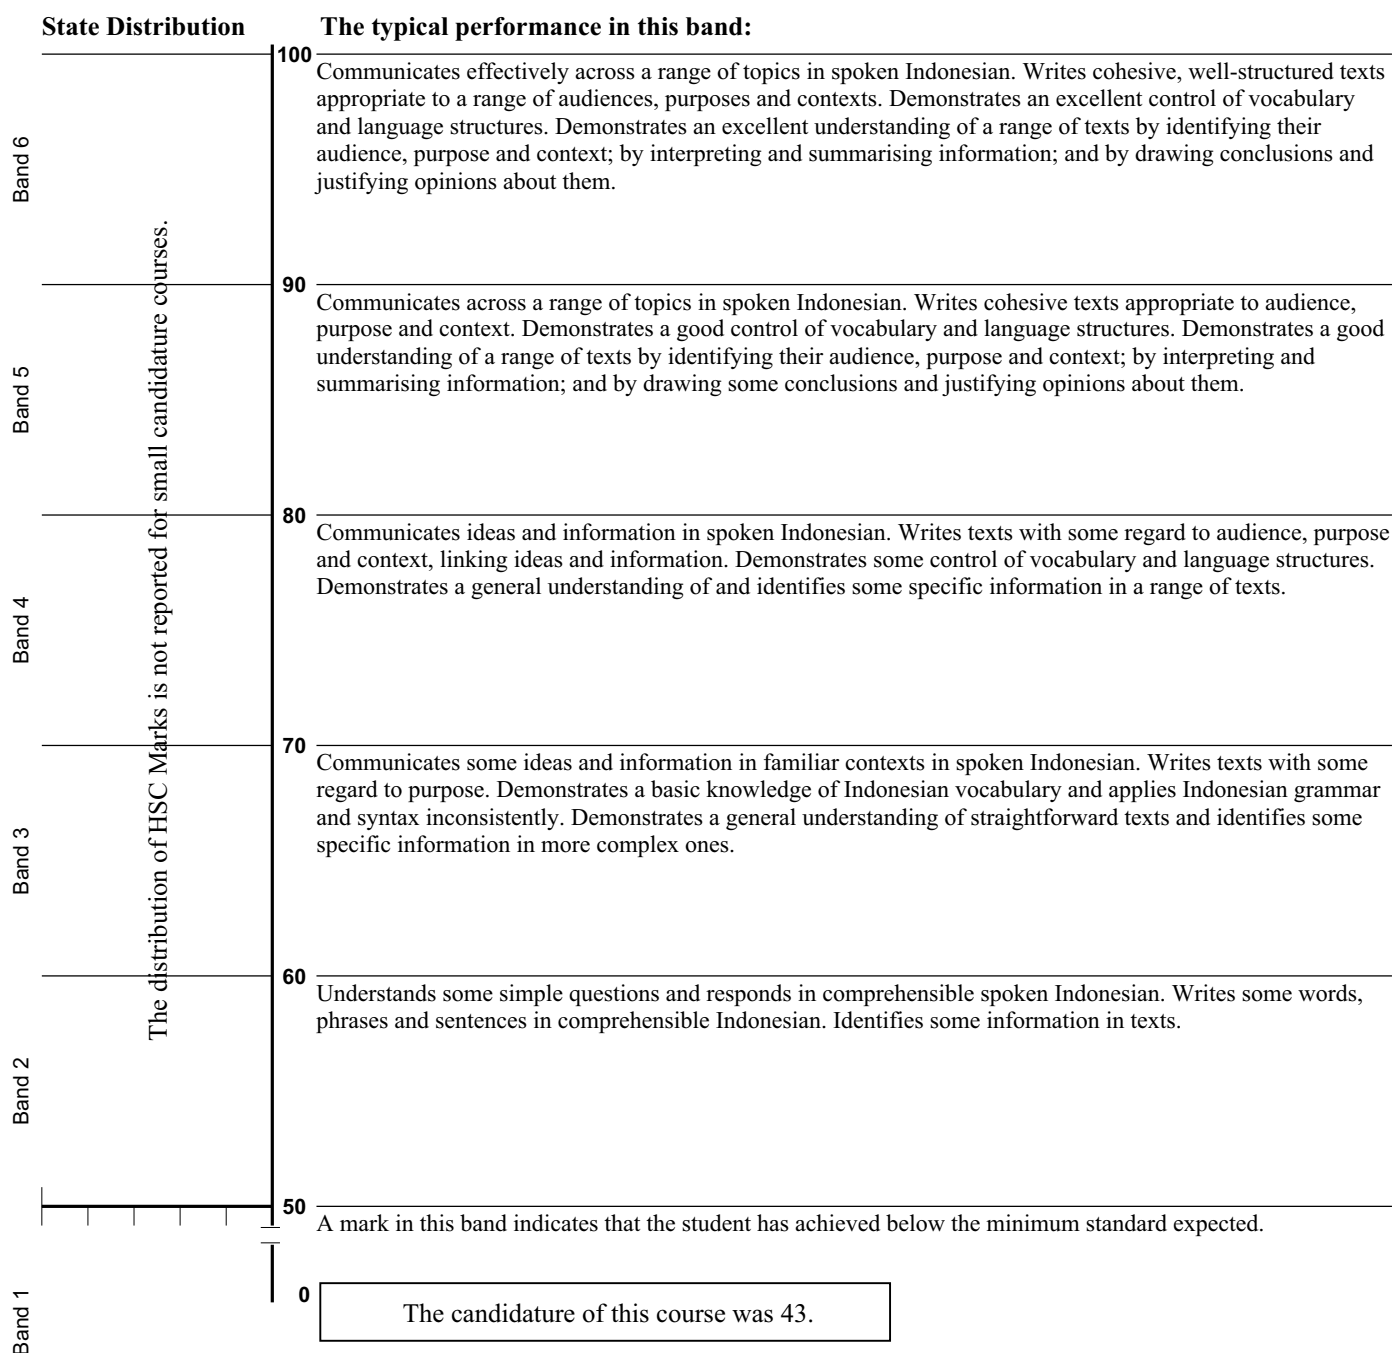 State Distribution
The typical performance in this band:
100
Communicates effectively across a range of topics in spoken Indonesian. Writes cohesive, well-structured texts
appropriate to a range of audiences, purposes and contexts. Demonstrates an excellent control of vocabulary
and language structures. Demonstrates an excellent understanding of a range of texts by identifying their
audience, purpose and context; by interpreting and summarising information; and by drawing conclusions and
justifying opinions about them.
Band 6
The distribution of HSC Marks is not reported for small candidature courses.
90
Communicates across a range of topics in spoken Indonesian. Writes cohesive texts appropriate to audience,
purpose and context. Demonstrates a good control of vocabulary and language structures. Demonstrates a good
understanding of a range of texts by identifying their audience, purpose and context; by interpreting and
summarising information; and by drawing some conclusions and justifying opinions about them.
Band 5
80
Communicates ideas and information in spoken Indonesian. Writes texts with some regard to audience, purpose
and context, linking ideas and information. Demonstrates some control of vocabulary and language structures.
Demonstrates a general understanding of and identifies some specific information in a range of texts.
Band 4
70
Communicates some ideas and information in familiar contexts in spoken Indonesian. Writes texts with some
regard to purpose. Demonstrates a basic knowledge of Indonesian vocabulary and applies Indonesian grammar
and syntax inconsistently. Demonstrates a general understanding of straightforward texts and identifies some
specific information in more complex ones.
Band 3
60
Understands some simple questions and responds in comprehensible spoken Indonesian. Writes some words,
phrases and sentences in comprehensible Indonesian. Identifies some information in texts.
Band 2
50
A mark in this band indicates that the student has achieved below the minimum standard expected.
0
Band 1
The candidature of this course was 43.